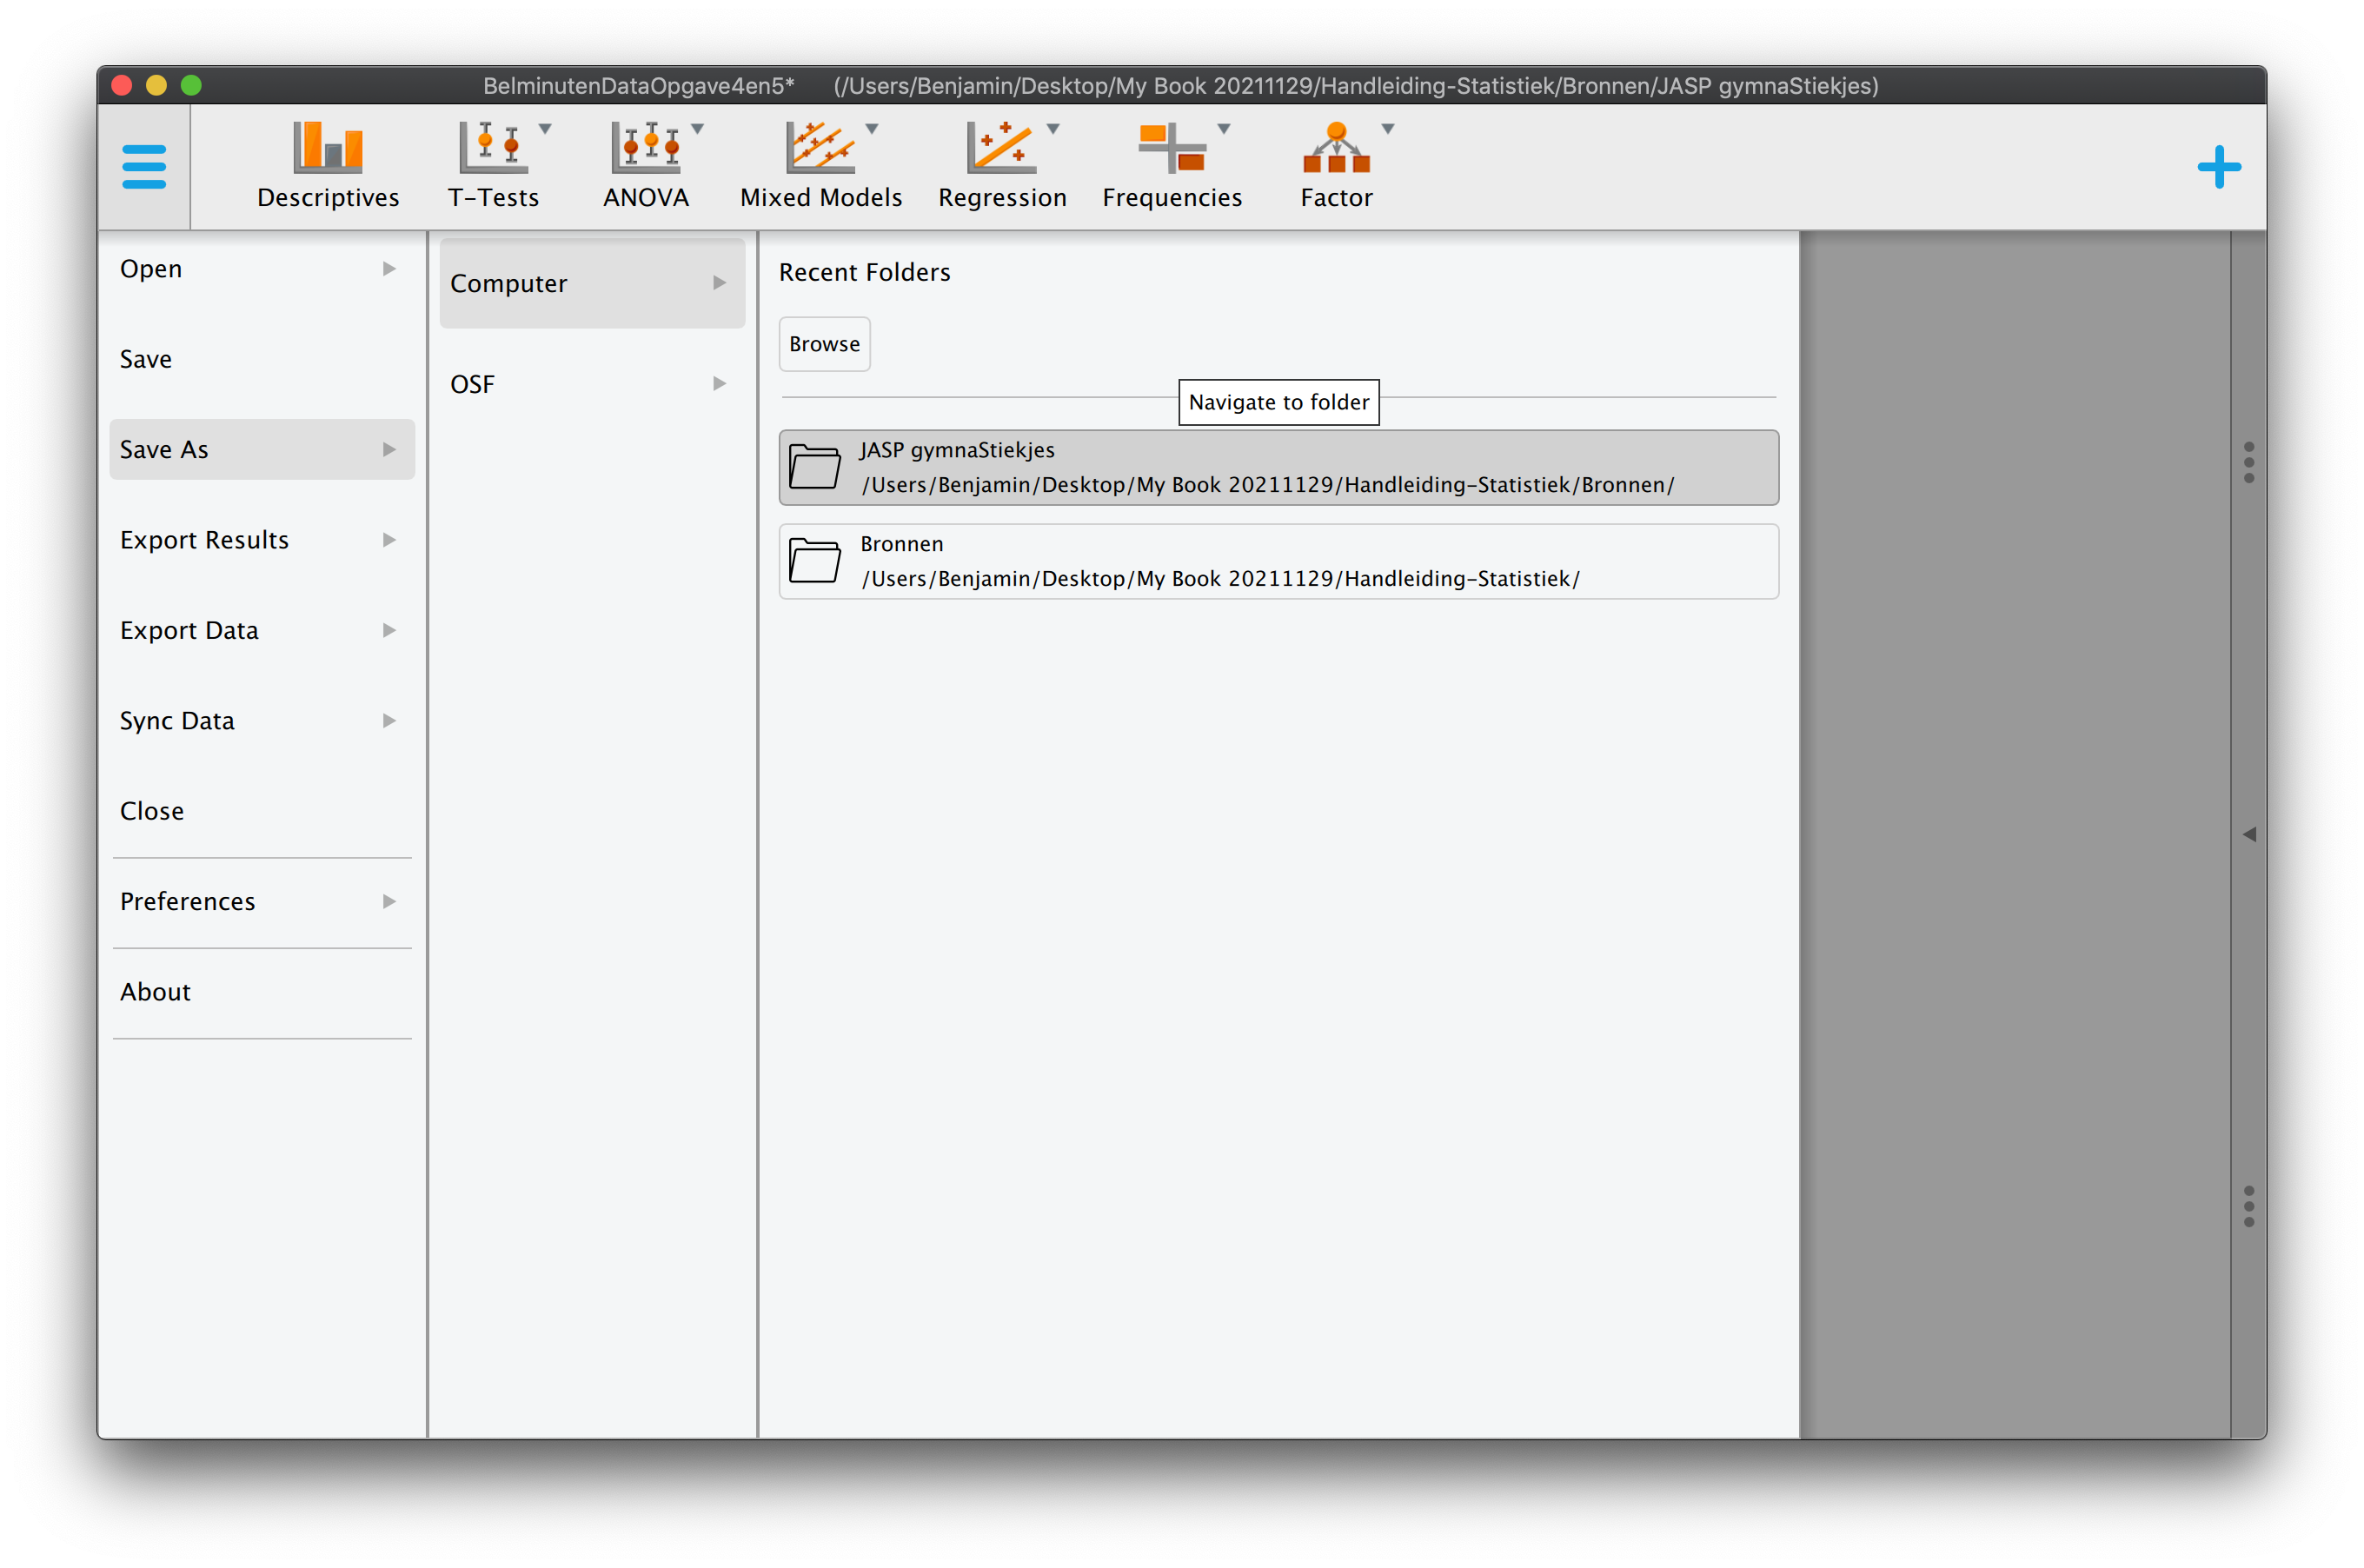 BelminutenDataOpgave4en5* (/Users/Benjamin/Desktop/My Book 20211129/Handleiding-Statistiek/Bronnen/JASP gymnaStiekjes)
Descriptives T-Tests ANOVA Mixed Models Regression Frequencies Factor
Open
Save
Save As
Export Results
Export Data
Sync Data
Close
Preferences
About
Computer
OSF
Recent Folders
Browse
Navigate to folder
JASP gymnaStiekjes
/Users/Benjamin/Desktop/My Book 20211129/Handleiding-Statistiek/Bronnen/
Bronnen
/Users/Benjamin/Desktop/My Book 20211129/Handleiding-Statistiek/